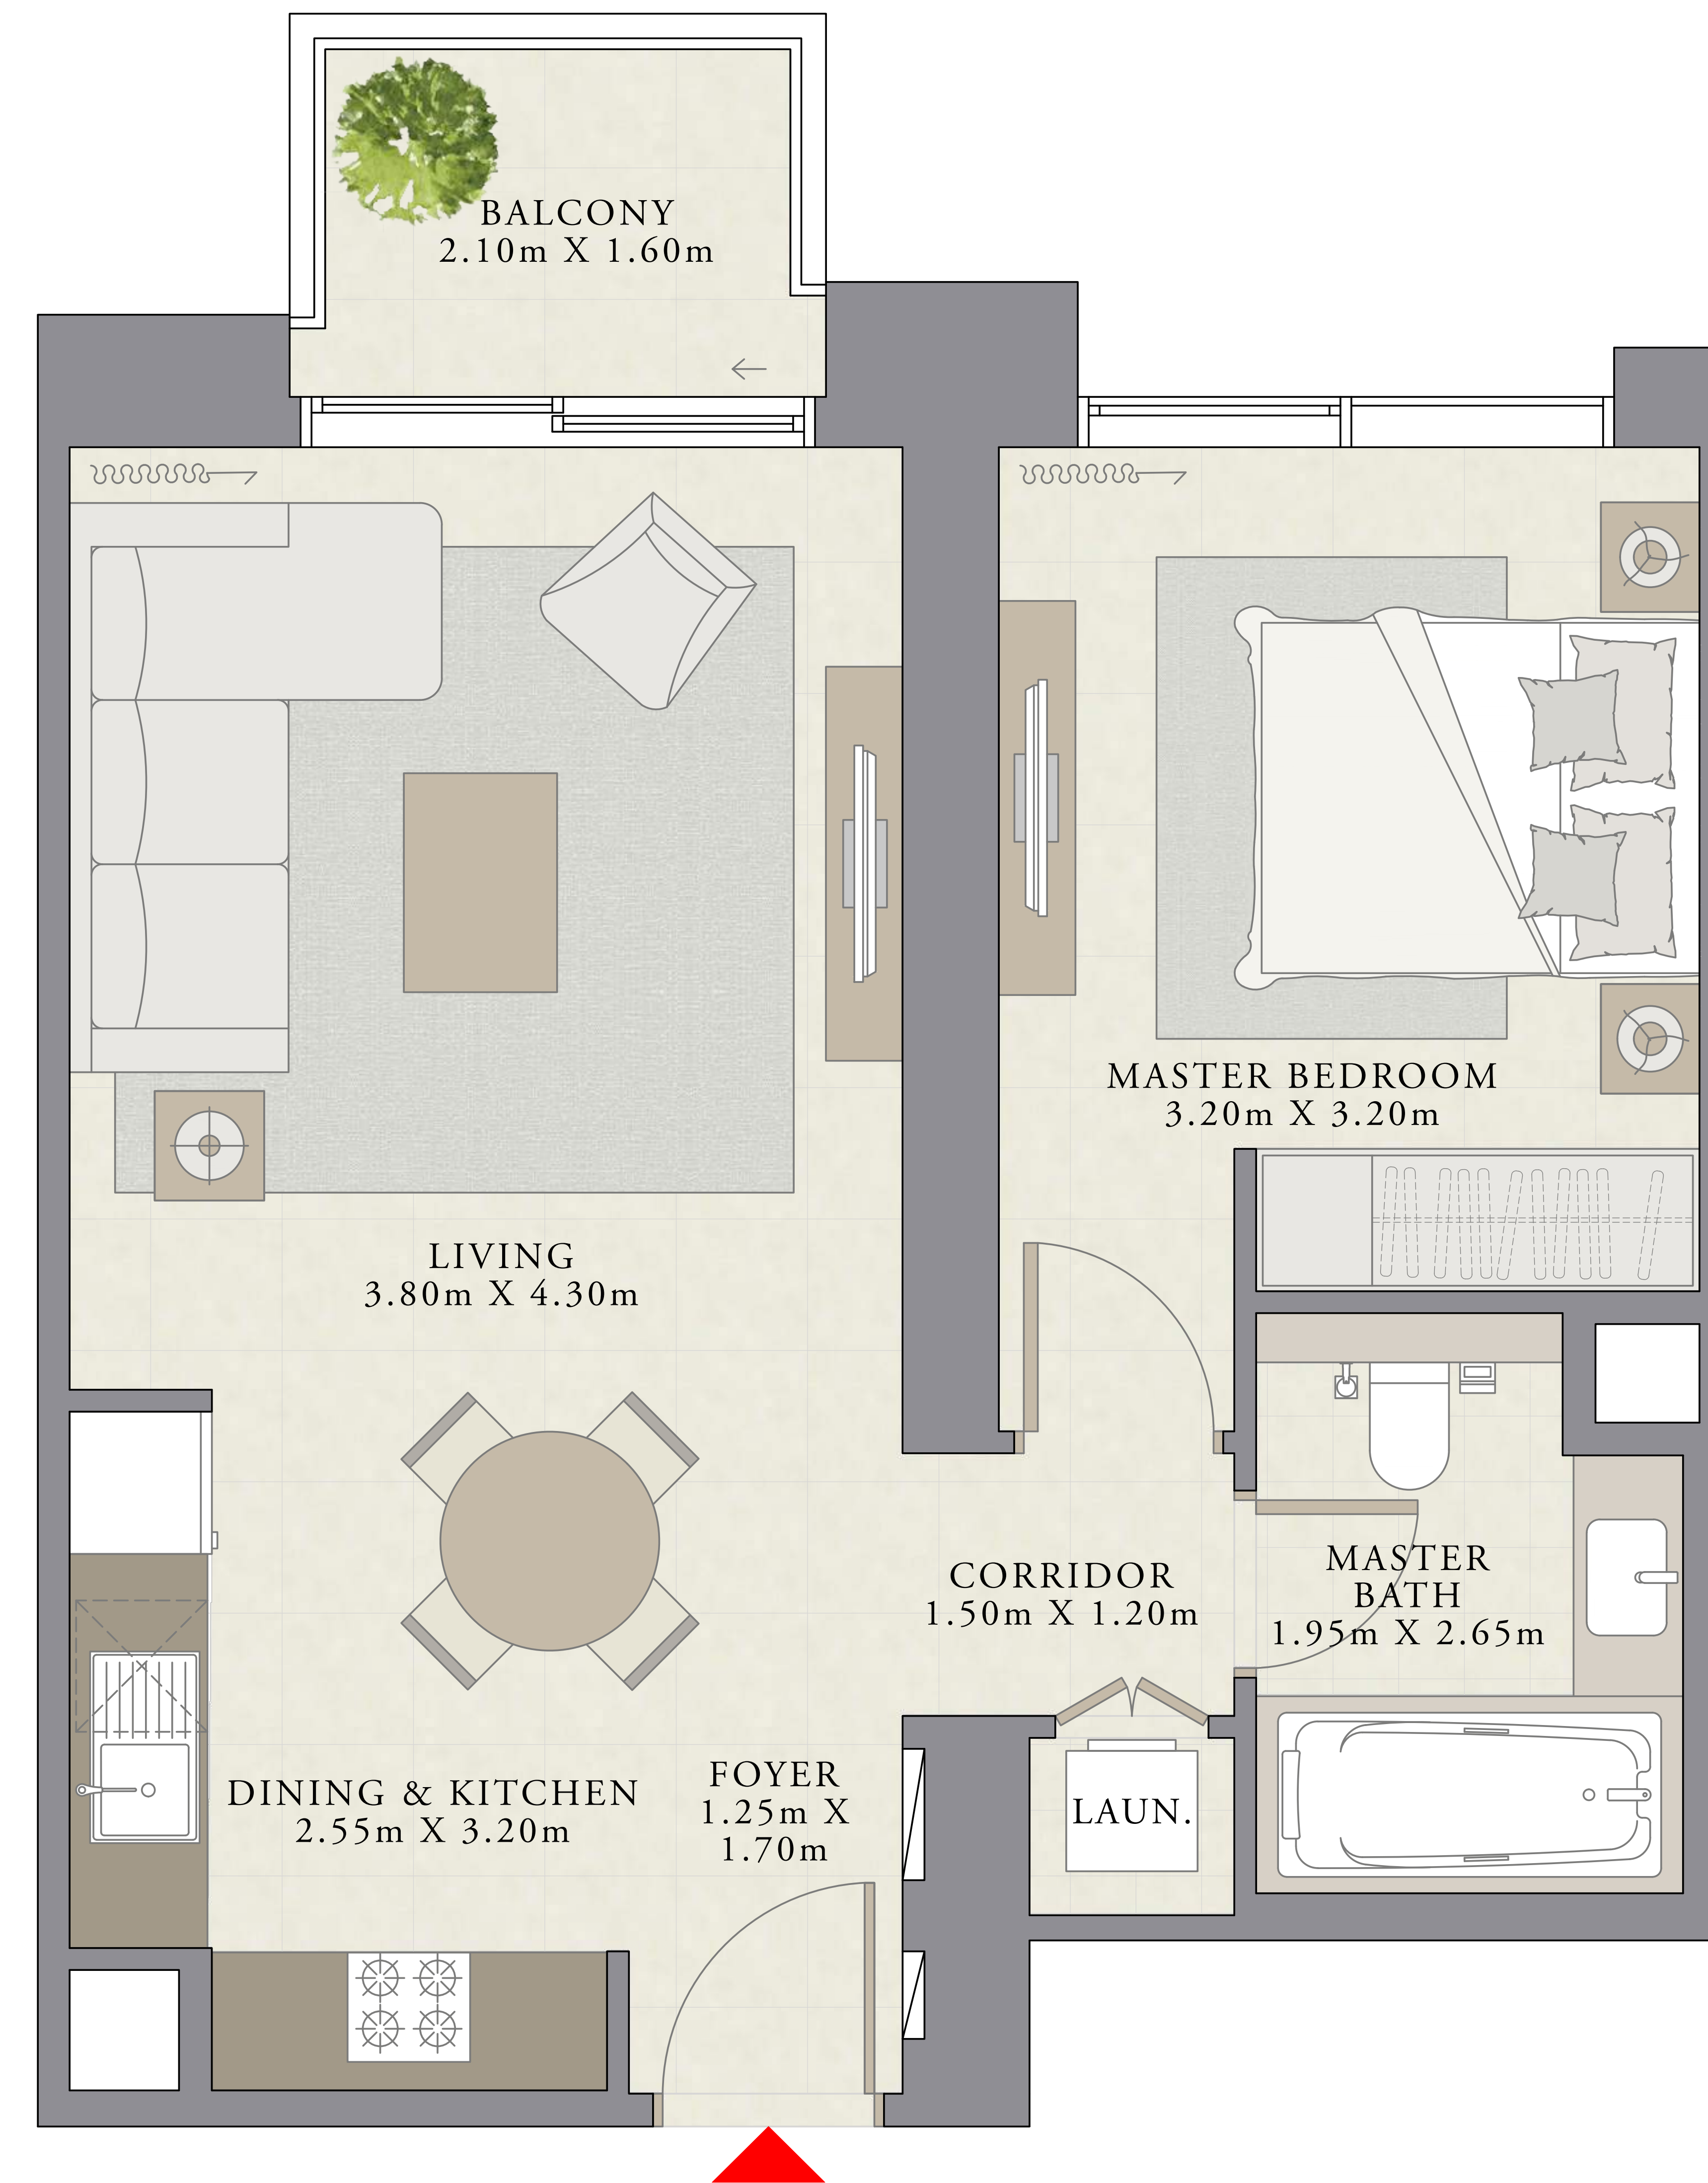 BALCONY
2.10m X 1.60m
MASTER BEDROOM
3.20m X 3.20m
LIVING
3.80m X 4.30m
CORRIDOR
1.50m X 1.20m
MASTER
BATH
1.95m X 2.65m
DINING & KITCHEN
2.55m X 3.20m
FOYER
1.25m X
1.70m
LAUN.